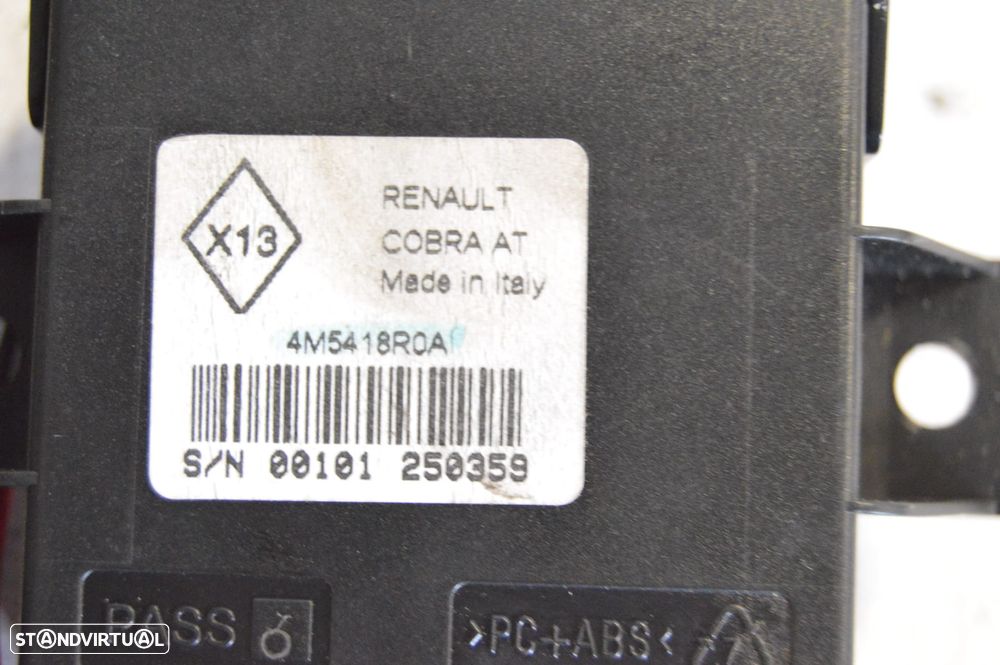 X13
RENAULT
COBRA AT
Made in Italy
4M5418R0A
S/N 00101 250359
PASS
>PC+ABS<
STANDVIRTUAL